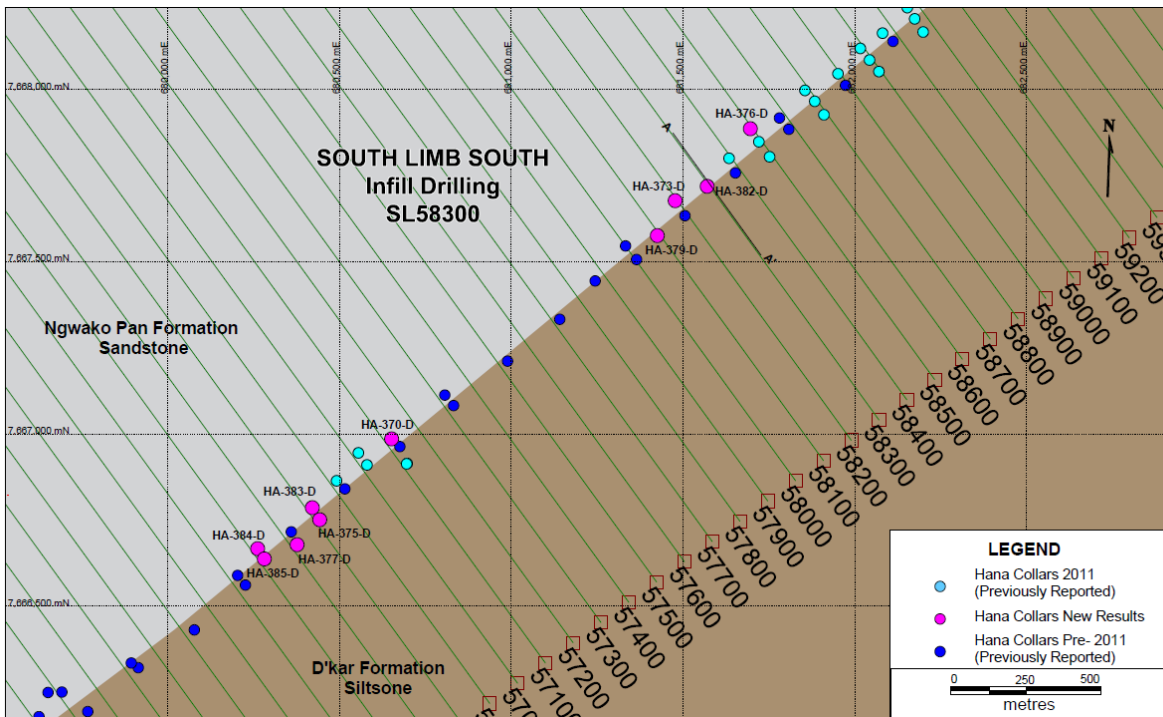 680,000 mE
680,500 mE
681,000 mE
681,500 mE
682,000 mE
682,500 mE
7,668,000 mN
HA-376-D
A
N
SOUTH LIMB SOUTH
Infill Drilling
SL58300
HA-373-D
HA-382-D
HA-379-D
A'
7,667,500 mN
Ngwako Pan Formation
Sandstone
59200
59100
59000
58900
58800
58700
58600
58500
58400
58300
58200
58100
58000
57900
57800
57700
57600
57500
57400
57300
57200
57100
7,667,000 mN
HA-370-D
HA-383-D
HA-375-D
HA-384-D
HA-377-D
HA-385-D
7,666,500 mN
D'kar Formation
Siltsone
LEGEND
Hana Collars 2011
(Previously Reported)
Hana Collars New Results
Hana Collars Pre- 2011
(Previously Reported)
0 250 500
metres